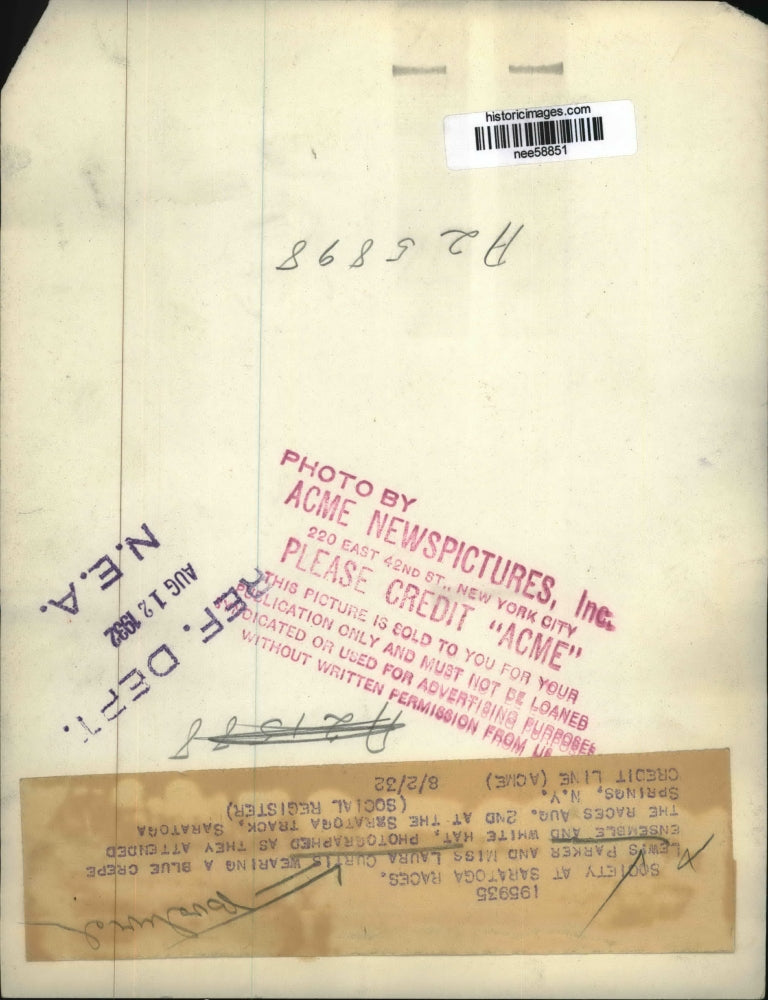 historicimages.com
nee58851
A25898
PHOTO BY
ACME NEWSPICTURES, Inc.
220 EAST 42ND ST., NEW YORK CITY
PLEASE CREDIT "ACME"
THIS PICTURE IS SOLD TO YOU FOR YOUR
PUBLICATION ONLY AND MUST NOT BE LOANED
SYNDICATED OR USED FOR ADVERTISING PURPOSES
WITHOUT WRITTEN PERMISSION FROM US
N.E.A.
AUG 12 1932
REF. DEPT.
195935
SOCIETY AT SARATOGA RACES.
LEWIS PARKER AND MISS LAURA CURTIS WEARING A BLUE CREPE
ENSEMBLE AND WHITE HAT, PHOTOGRAPHED AS THEY ATTENDED
THE RACES AUG. 2ND AT THE SARATOGA TRACK, SARATOGA
SPRINGS, N.Y. (SOCIAL REGISTER)
CREDIT LINE (ACME) 8/2/32